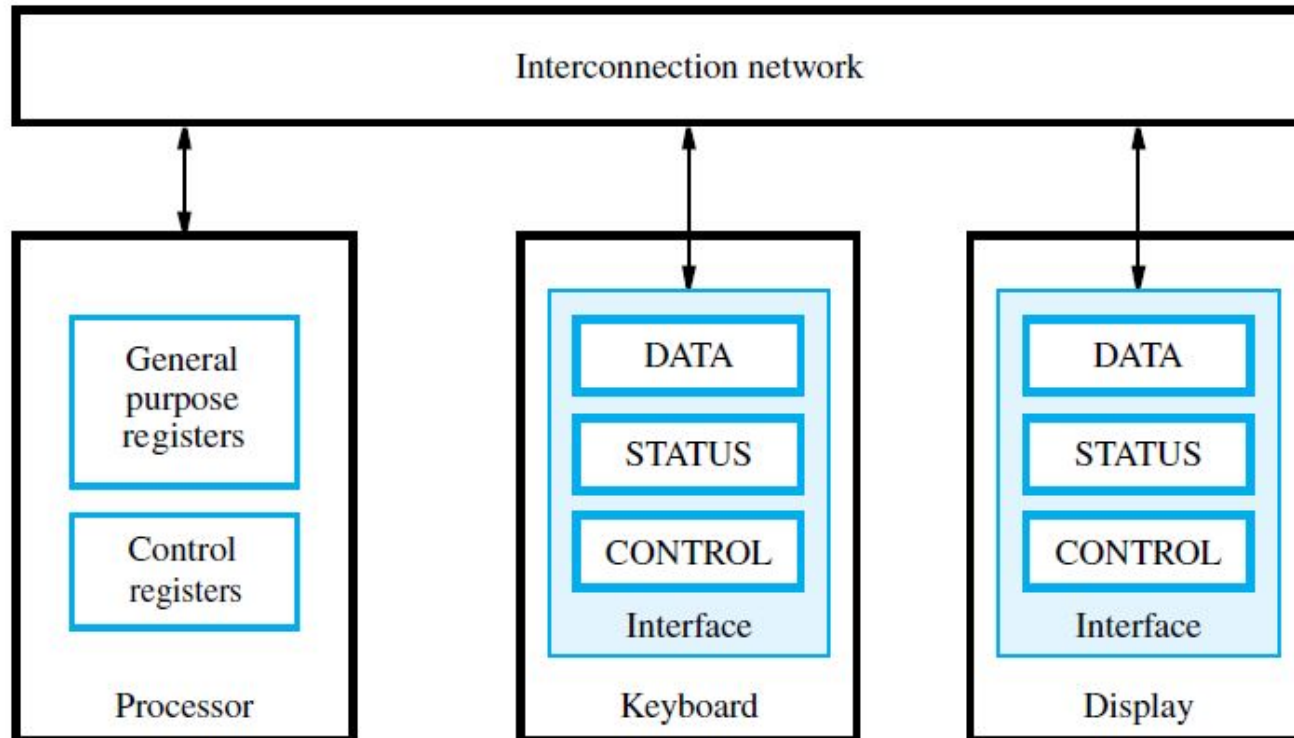 Interconnection network
General
purpose
registers
Control
registers
Processor
DATA
STATUS
CONTROL
Interface
Keyboard
DATA
STATUS
CONTROL
Interface
Display